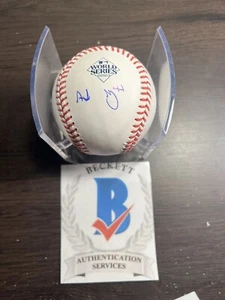 WORLD
SERIES
BECKETT
B
AUTHENTICATION
SERVICES